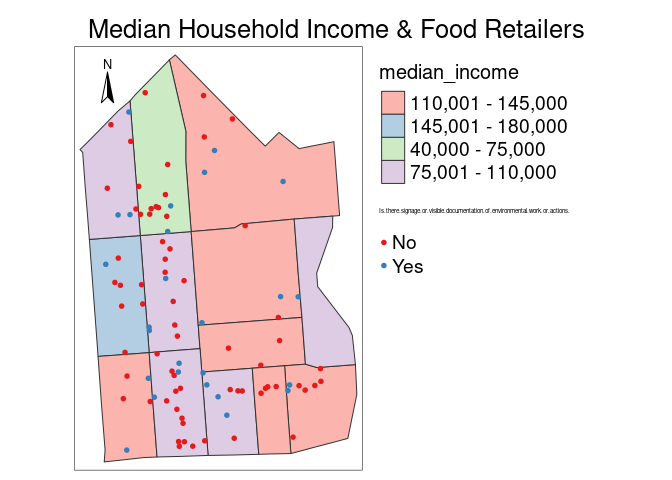 Median Household Income & Food Retailers
N
median_income
110,001 - 145,000
145,001 - 180,000
40,000 - 75,000
75,001 - 110,000
Is.there.signage.or.visible.documentation.of.environmental.work.or.actions.
No
Yes